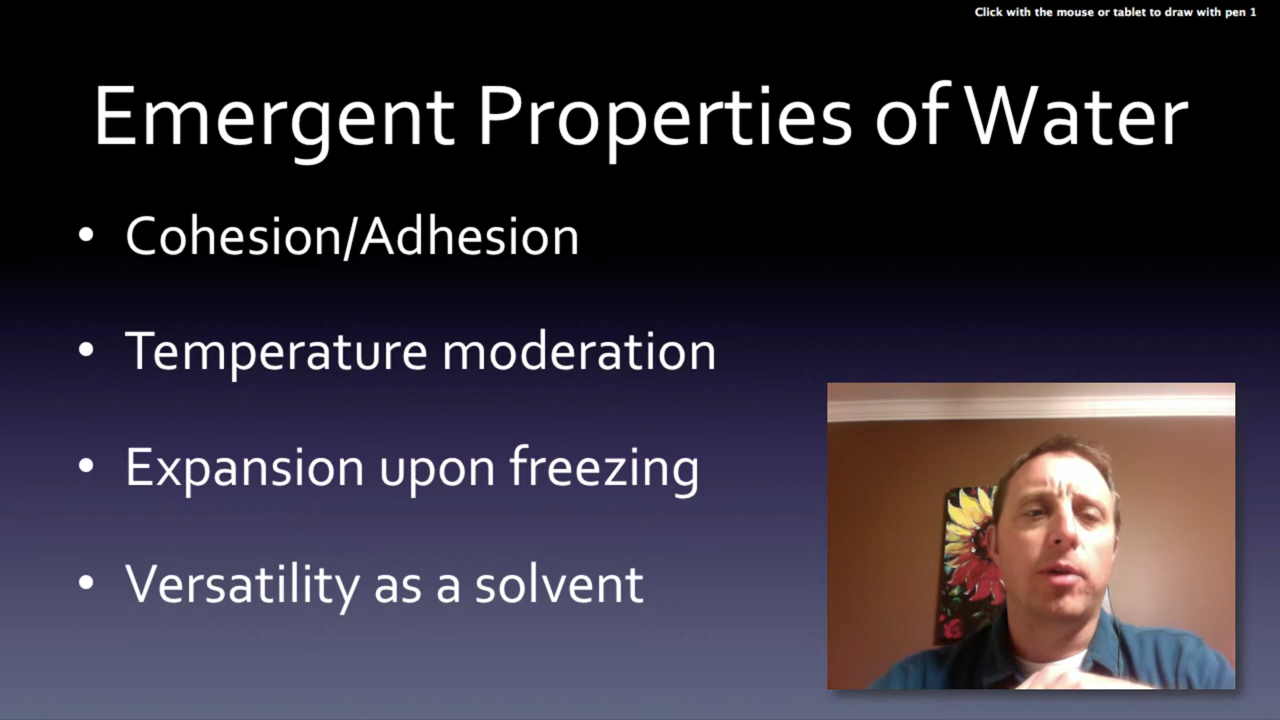 Click with the mouse or tablet to draw with pen 1
Emergent Properties of Water
• Cohesion/Adhesion
• Temperature moderation
• Expansion upon freezing
• Versatility as a solvent